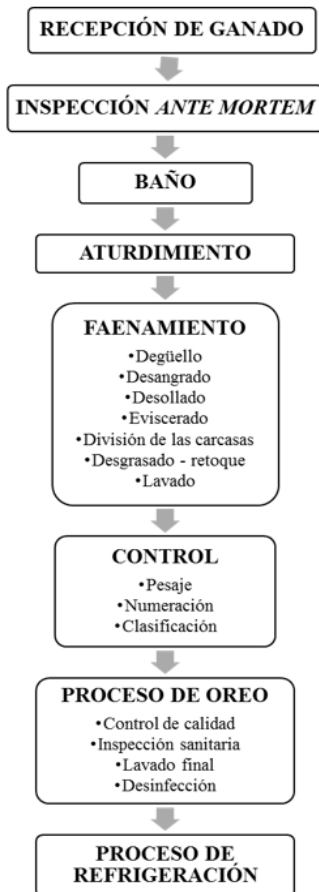 RECEPCIÓN DE GANADO
INSPECCIÓN ANTE MORTEM
BAÑO
ATURDIMIENTO
FAENAMIENTO
•Degüello
•Desangrado
•Desollado
•Eviscerado
•División de las carcasas
•Desgrasado - retoque
•Lavado
CONTROL
•Pesaje
•Numeración
•Clasificación
PROCESO DE OREO
•Control de calidad
•Inspección sanitaria
•Lavado final
•Desinfección
PROCESO DE
REFRIGERACIÓN